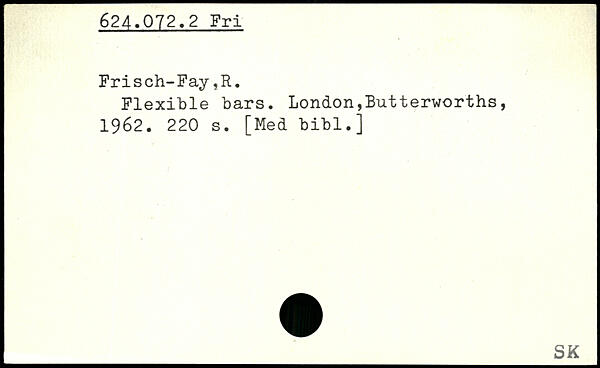 624.072.2 Fri
Frisch-Fay,R.
Flexible bars. London,Butterworths,
1962. 220 s. [Med bibl.]
SK